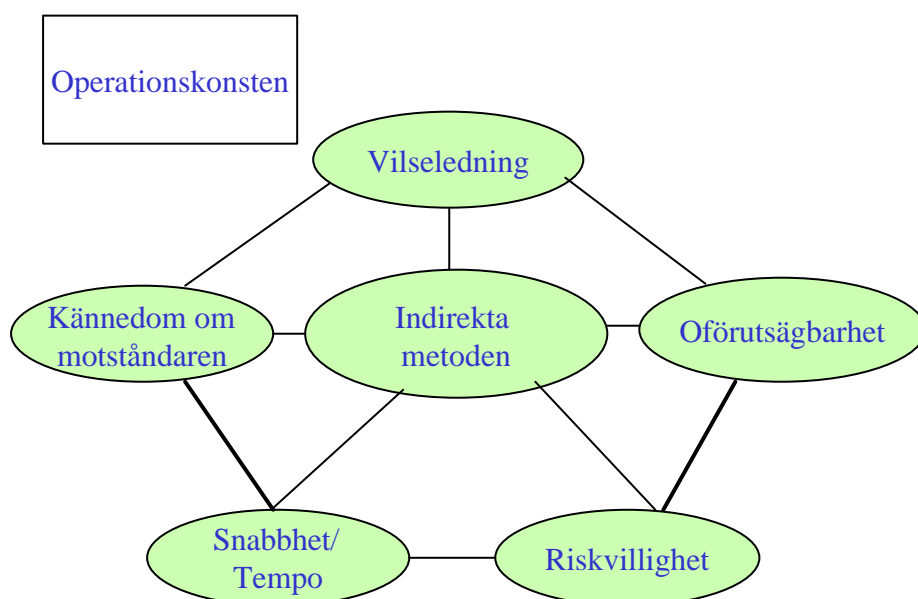 Operationskonsten
Vilseledning
Kännedom om
motståndaren
Indirekta
metoden
Oförutsägbarhet
Snabbhet/
Tempo
Riskvillighet